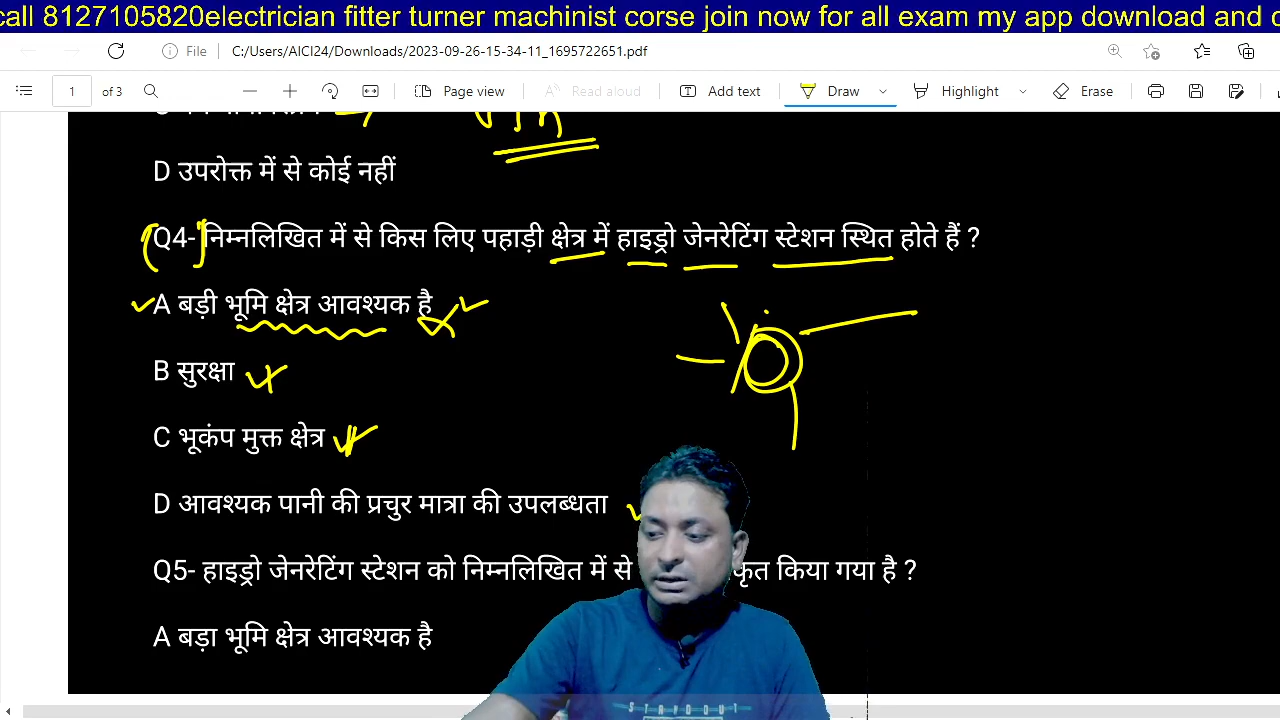 call 8127105820electrician fitter turner machinist corse join now for all exam my app download and
File C:/Users/AICI24/Downloads/2023-09-26-15-34-11_1695722651.pdf
1 of 3 Page view Read aloud Add text Draw Highlight Erase
D उपरोक्त में से कोई नहीं
Q4- निम्नलिखित में से किस लिए पहाड़ी क्षेत्र में हाइड्रो जेनरेटिंग स्टेशन स्थित होते हैं ?
A बड़ी भूमि क्षेत्र आवश्यक है
B सुरक्षा
C भूकंप मुक्त क्षेत्र
D आवश्यक पानी की प्रचुर मात्रा की उपलब्धता
Q5- हाइड्रो जेनरेटिंग स्टेशन को निम्नलिखित में से किया गया है ?
A बड़ा भूमि क्षेत्र आवश्यक है
STANDOUT